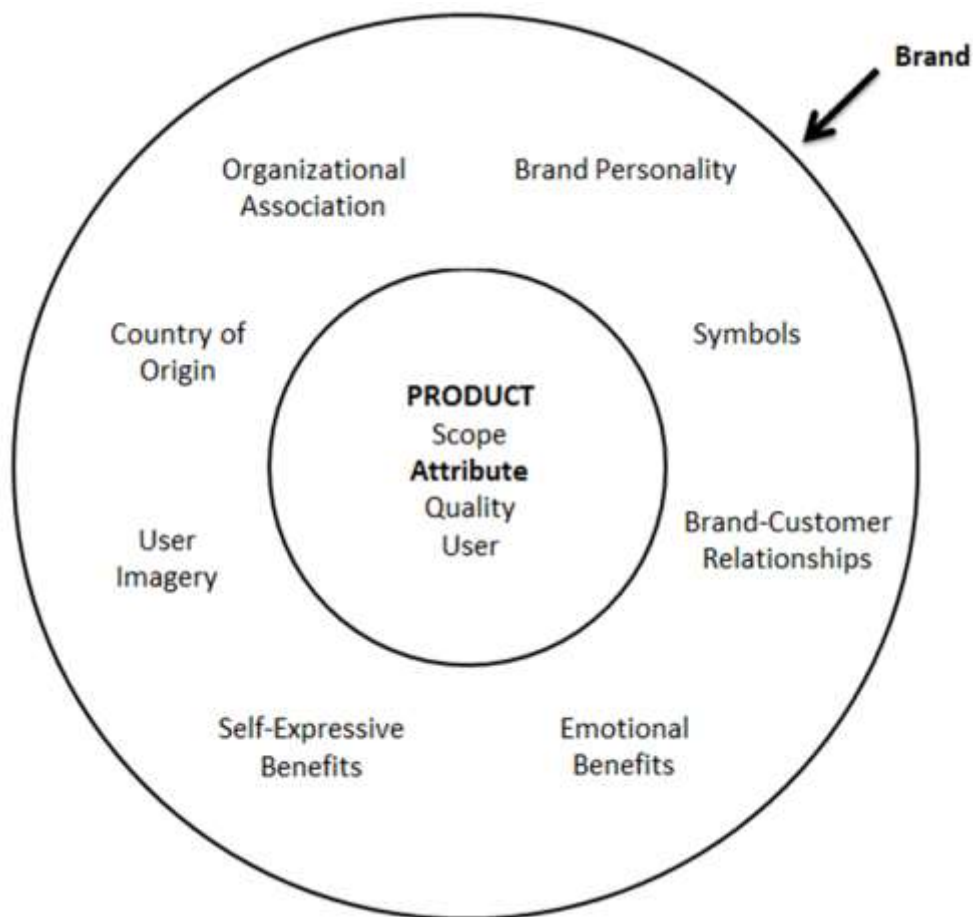 Brand
Organizational
Association
Brand Personality
Country of
Origin
Symbols
PRODUCT
Scope
Attribute
Quality
User
User
Imagery
Brand-Customer
Relationships
Self-Expressive
Benefits
Emotional
Benefits